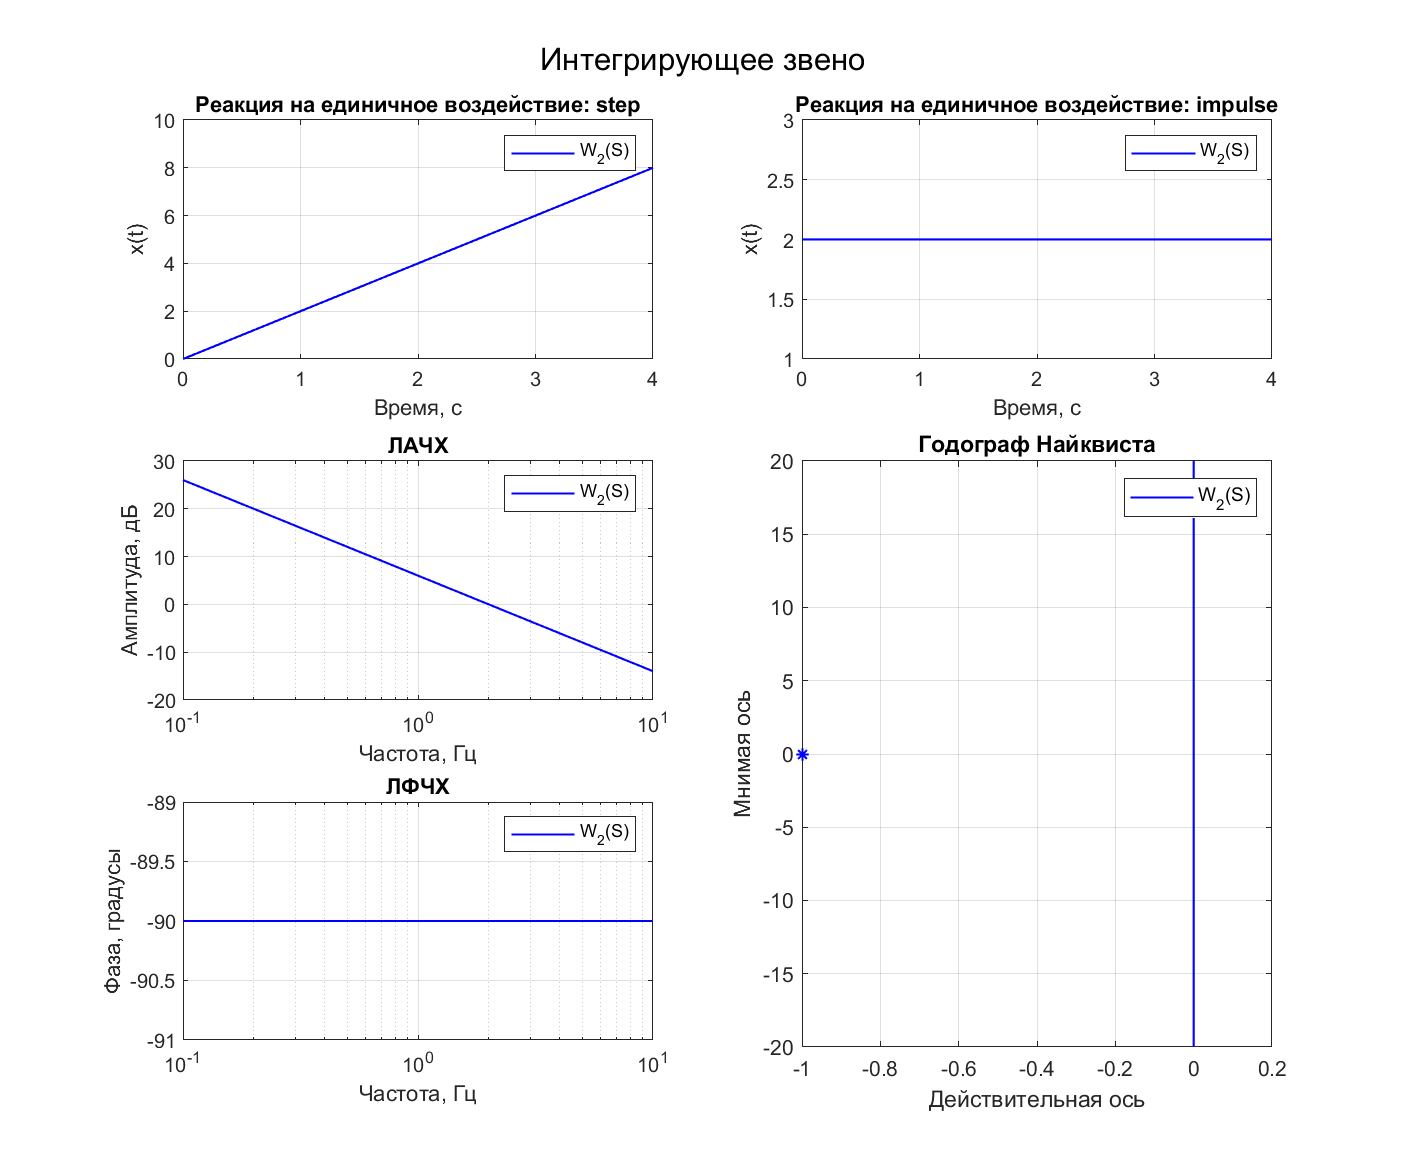 Интегрирующее звено
Реакция на единичное воздействие: step
10
8
6
4
2
0
x(t)
W2(S)
0 1 2 3 4
Время, с
Реакция на единичное воздействие: impulse
3
2.5
2
1.5
1
x(t)
W2(S)
0 1 2 3 4
Время, с
ЛАЧХ
30
20
10
0
-10
-20
Амплитуда, дБ
W2(S)
10-1 100 101
Частота, Гц
ЛФЧХ
-89
-89.5
-90
-90.5
-91
Фаза, градусы
W2(S)
10-1 100 101
Частота, Гц
Годограф Найквиста
20
15
10
5
0
-5
-10
-15
-20
Мнимая ось
W2(S)
-1 -0.8 -0.6 -0.4 -0.2 0 0.2
Действительная ось